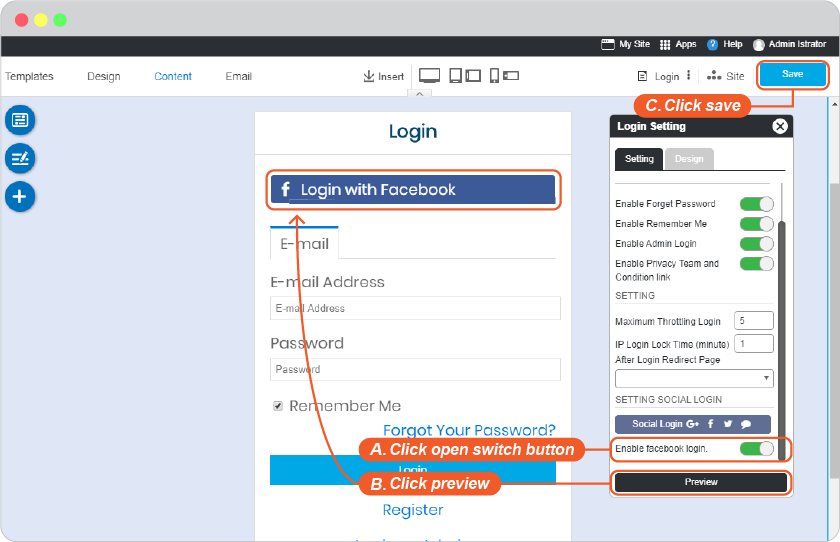 My Site Apps ? Help Admin Istrator
Templates Design Content Email Insert Login Site Save
C. Click save
Login
f Login with Facebook
E-mail
E-mail Address
E-mail Address
Password
Password
Remember Me
Forgot Your Password?
A. Click open switch button
Login
B. Click preview
Register
Login Setting
Setting Design
Enable Forget Password
Enable Remember Me
Enable Admin Login
Enable Privacy Team and
Condition link
SETTING
Maximum Throttling Login 5
IP Login Lock Time (minute) 1
After Login Redirect Page
SETTING SOCIAL LOGIN
Social Login G+ f
Enable facebook login.
Preview